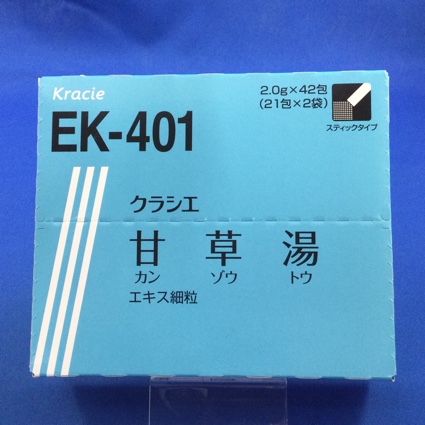 Kracie
EK-401
2.0g×42包
(21包×2袋)
スティックタイプ
クラシエ
甘草湯
カン ゾウ トウ
エキス細粒